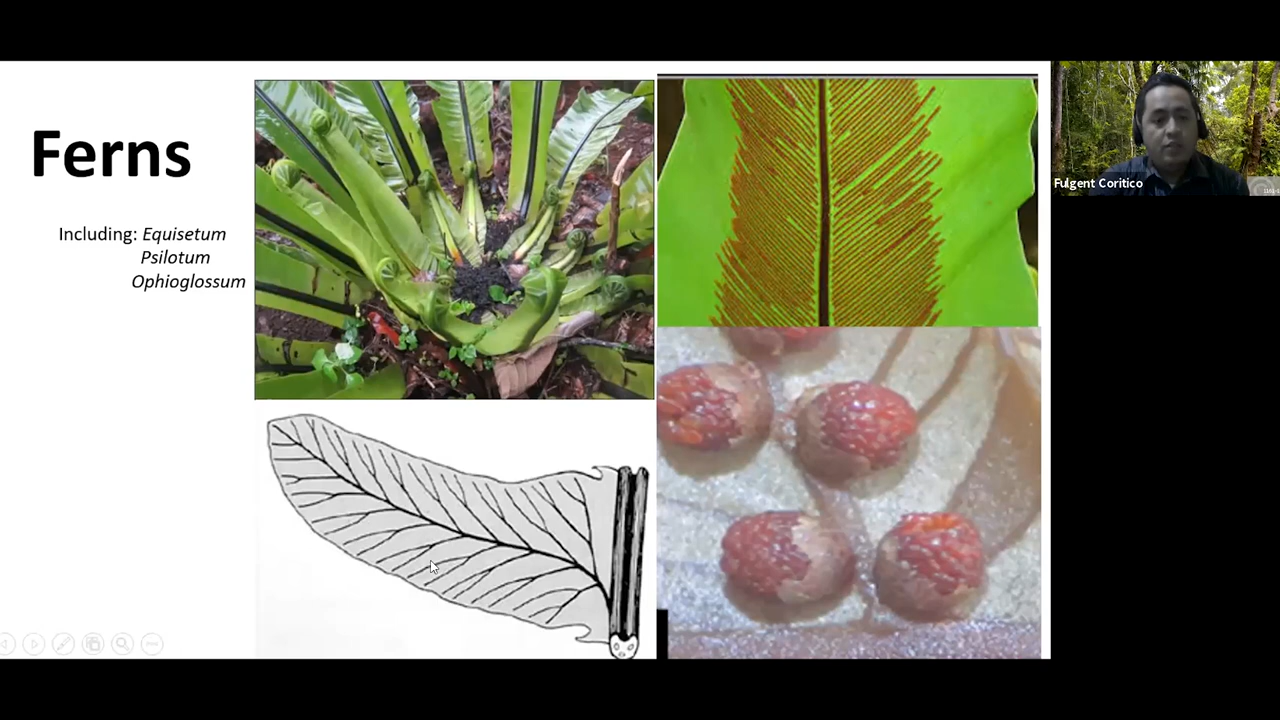 Ferns
Including: Equisetum
Psilotum
Ophioglossum
Fulgent Coritico